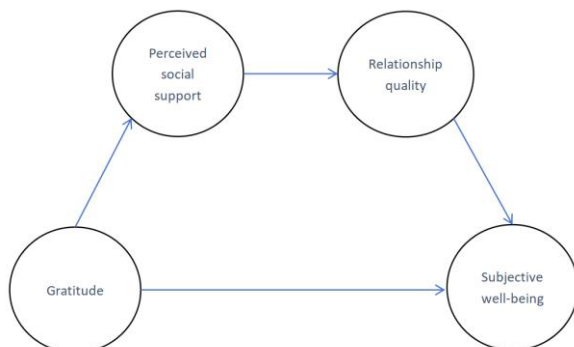 Perceived
social
support
Relationship
quality
Gratitude
Subjective
well-being